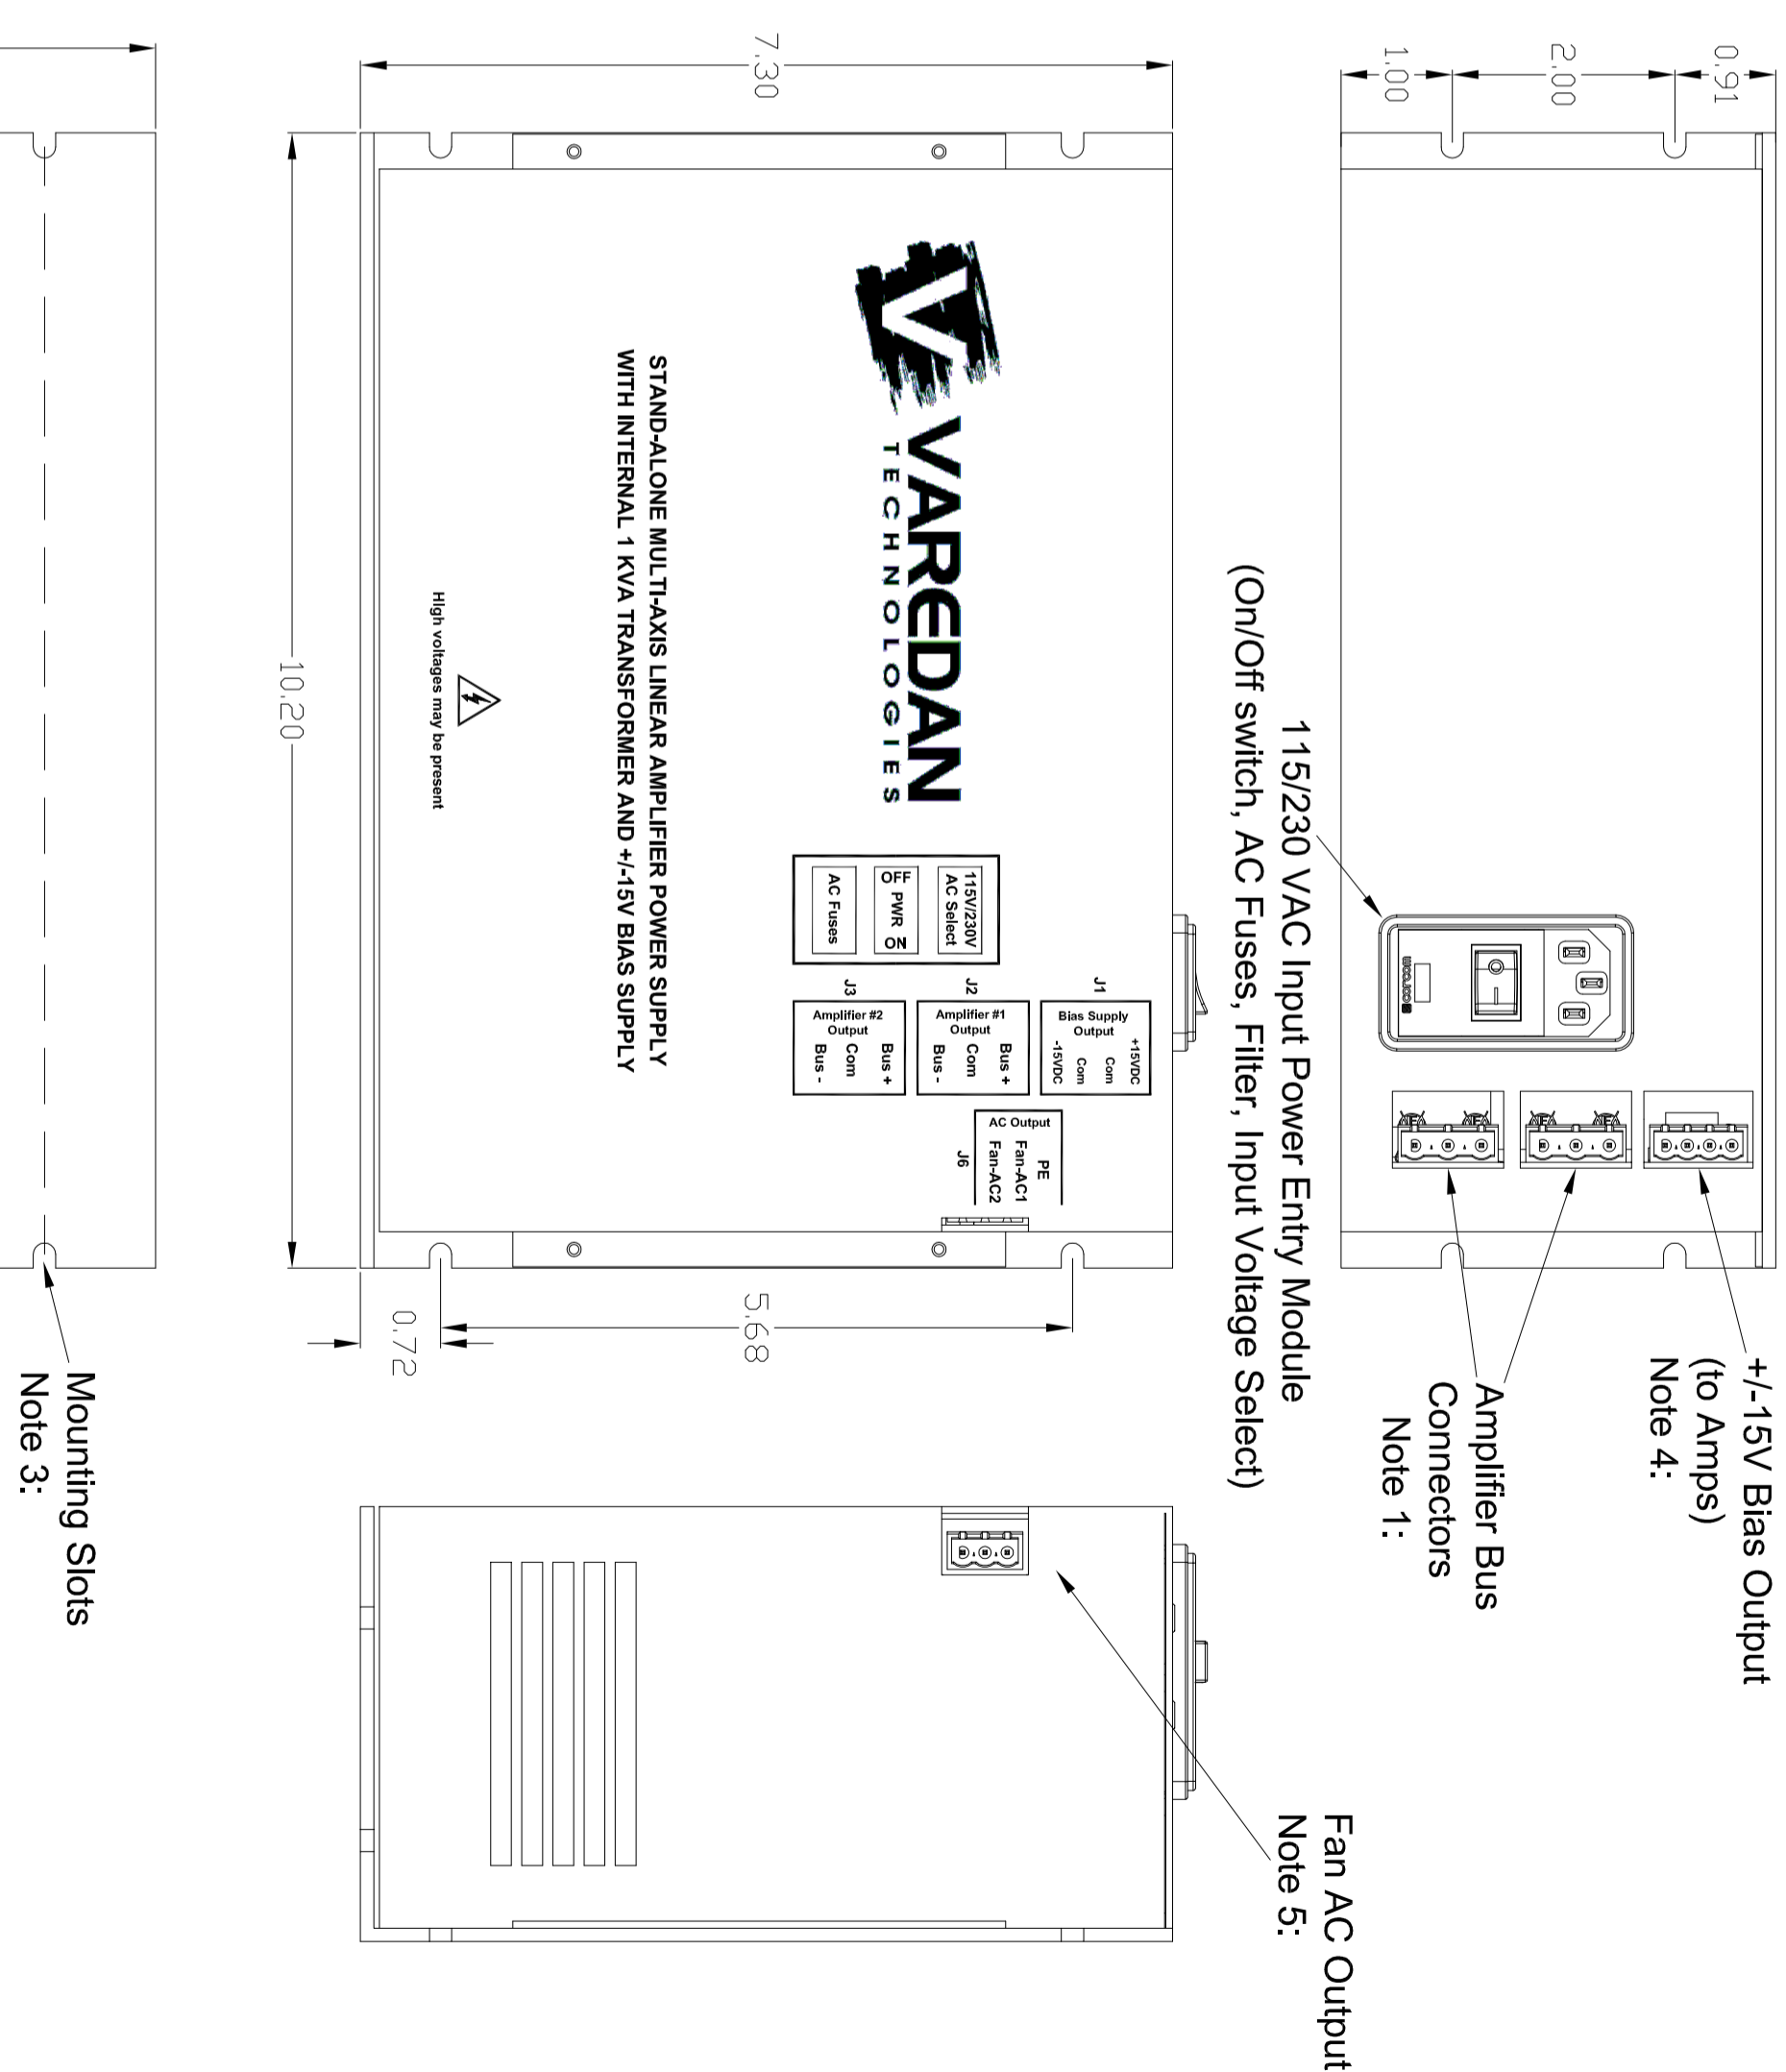 0.91
2.00
1.00
+/-15V Bias Output
(to Amps)
Note 4:
Amplifier Bus
Connectors
Note 1:
115/230 VAC Input Power Entry Module
(On/Off switch, AC Fuses, Filter, Input Voltage Select)
Fan AC Output
Note 5:
7.30
VAREDAN
TECHNOLOGIES
STAND-ALONE MULTI-AXIS LINEAR AMPLIFIER POWER SUPPLY
WITH INTERNAL 1 KVA TRANSFORMER AND +/-15V BIAS SUPPLY
High voltages may be present
115V/230V
AC Select
OFF PWR ON
AC Fuses
J1
Bias Supply
Output
+15VDC
Com
Com
-15VDC
J2
Amplifier #1
Output
Bus +
Com
Bus -
J3
Amplifier #2
Output
Bus +
Com
Bus -
AC Output
PE
Fan-AC1
Fan-AC2
J6
5.68
0.72
10.20
Mounting Slots
Note 3: